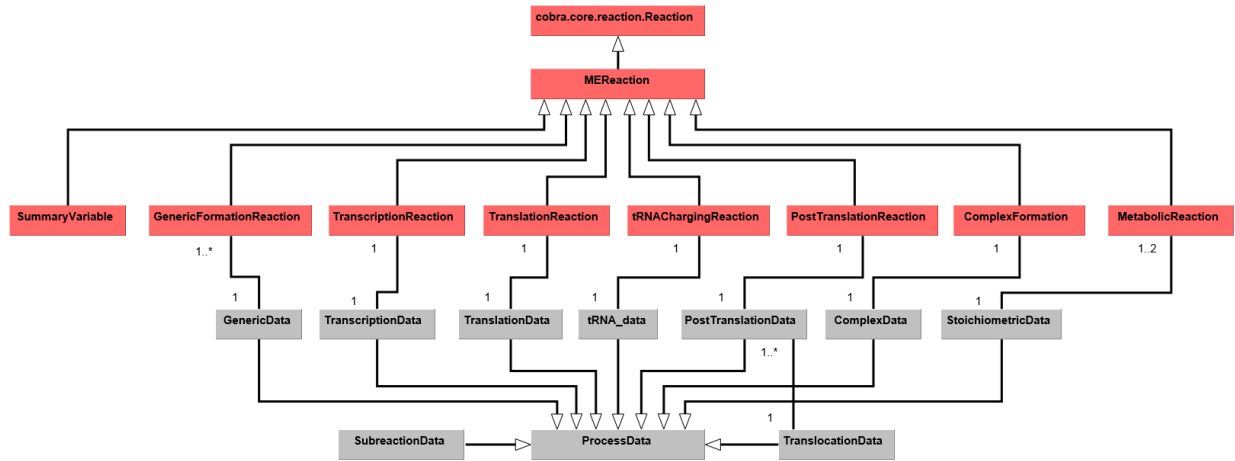 cobra.core.reaction.Reaction
MEReaction
SummaryVariable
GenericFormationReaction
TranscriptionReaction
TranslationReaction
tRNAChargingReaction
PostTranslationReaction
ComplexFormation
MetabolicReaction
1..*
1
1
1
1
1
1..2
1
1
1
1
1
1
1
GenericData
TranscriptionData
TranslationData
tRNA_data
PostTranslationData
ComplexData
StoichiometricData
1..*
1
SubreactionData
ProcessData
TranslocationData